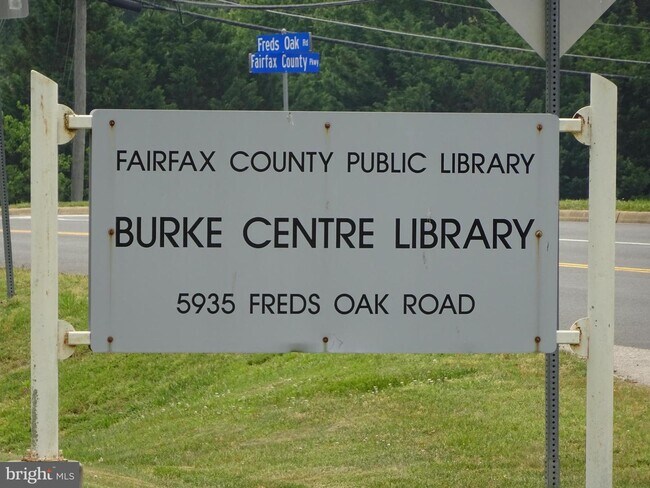 Freds Oak Rd
Fairfax County Pkwy
FAIRFAX COUNTY PUBLIC LIBRARY
BURKE CENTRE LIBRARY
5935 FREDS OAK ROAD
bright MLS